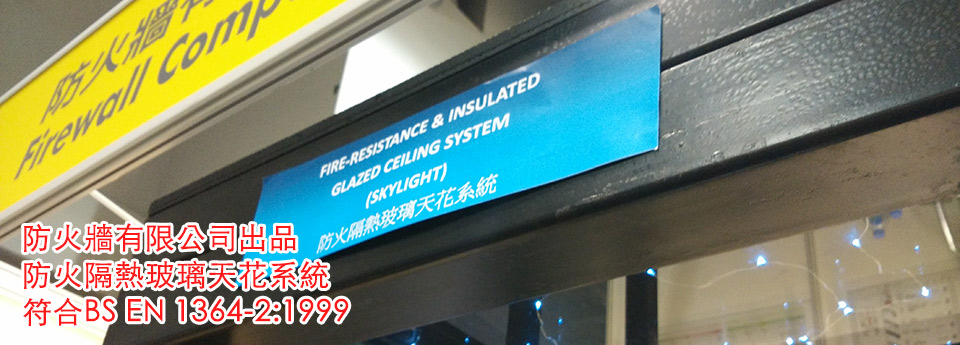 防火牆有
Firewall Comp
FIRE-RESISTANCE & INSULATED
GLAZED CEILING SYSTEM
(SKYLIGHT)
防火隔熱玻璃天花系統
防火牆有限公司出品
防火隔熱玻璃天花系統
符合BS EN 1364-2:1999